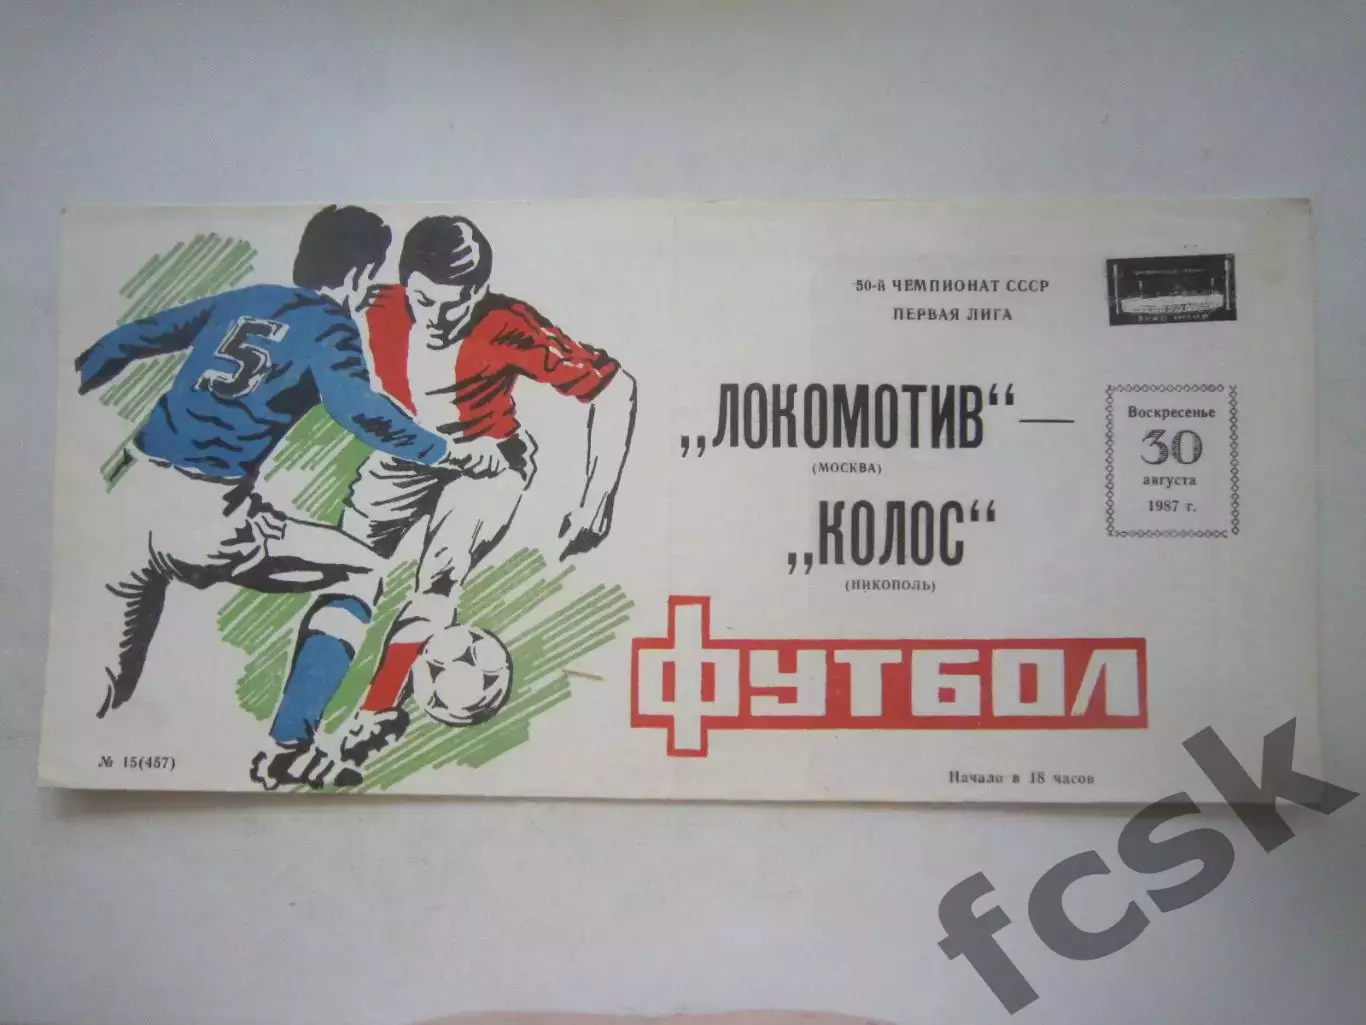 50-й ЧЕМПИОНАТ СССР
ПЕРВАЯ ЛИГА
„ЛОКОМОТИВ“ —
(МОСКВА)
„КОЛОС“
(НИКОПОЛЬ)
Воскресенье
30
августа
1987 г.
ФУТБОЛ
Начало в 18 часов
5
№ 15(457)
fcsk